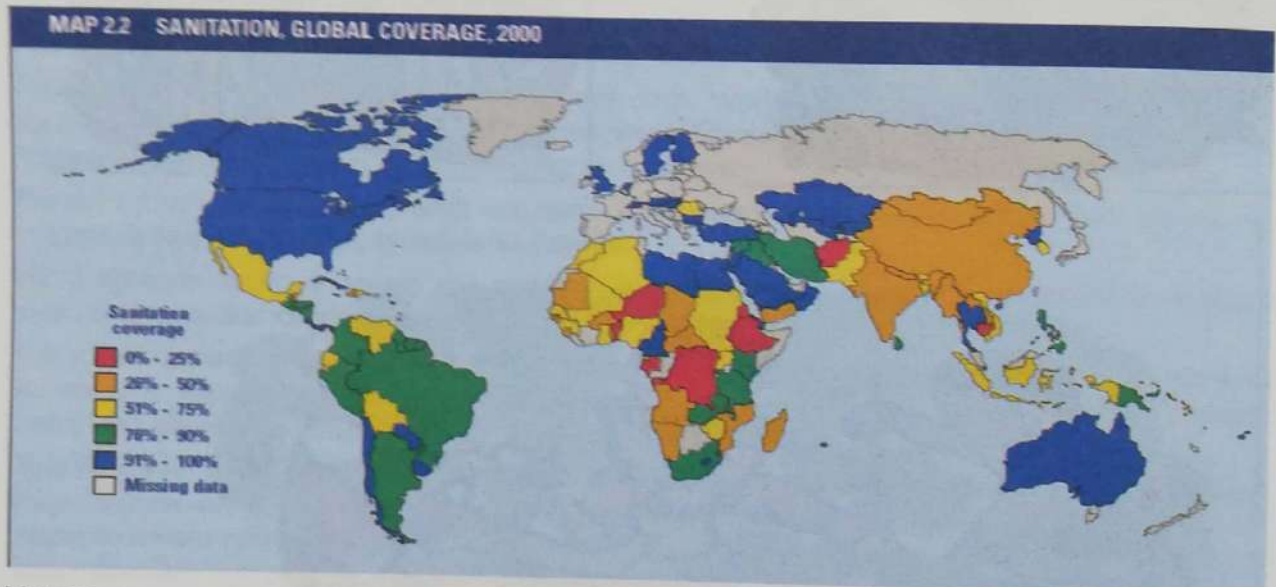 MAP 2.2 SANITATION, GLOBAL COVERAGE, 2000
Sanitation
coverage
0% - 25%
26% - 50%
51% - 75%
76% - 90%
91% - 100%
Missing data